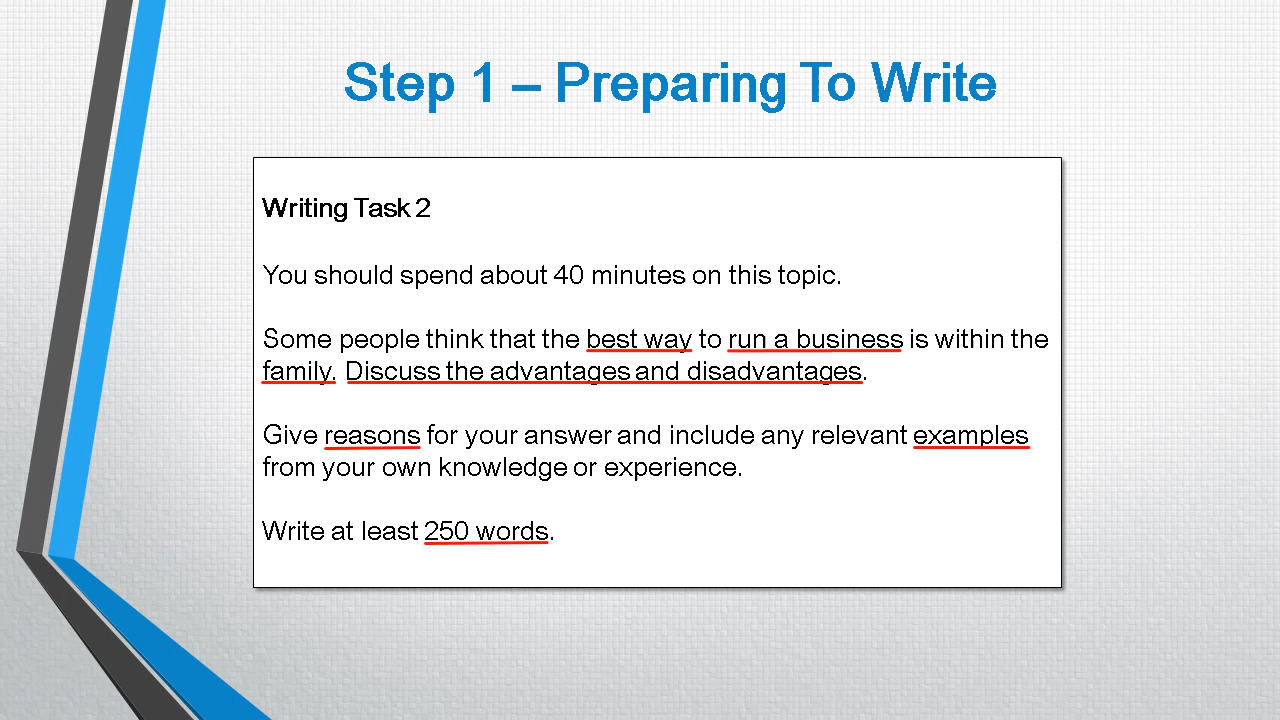 Step 1 – Preparing To Write
Writing Task 2
You should spend about 40 minutes on this topic.
Some people think that the best way to run a business is within the
family. Discuss the advantages and disadvantages.
Give reasons for your answer and include any relevant examples
from your own knowledge or experience.
Write at least 250 words.